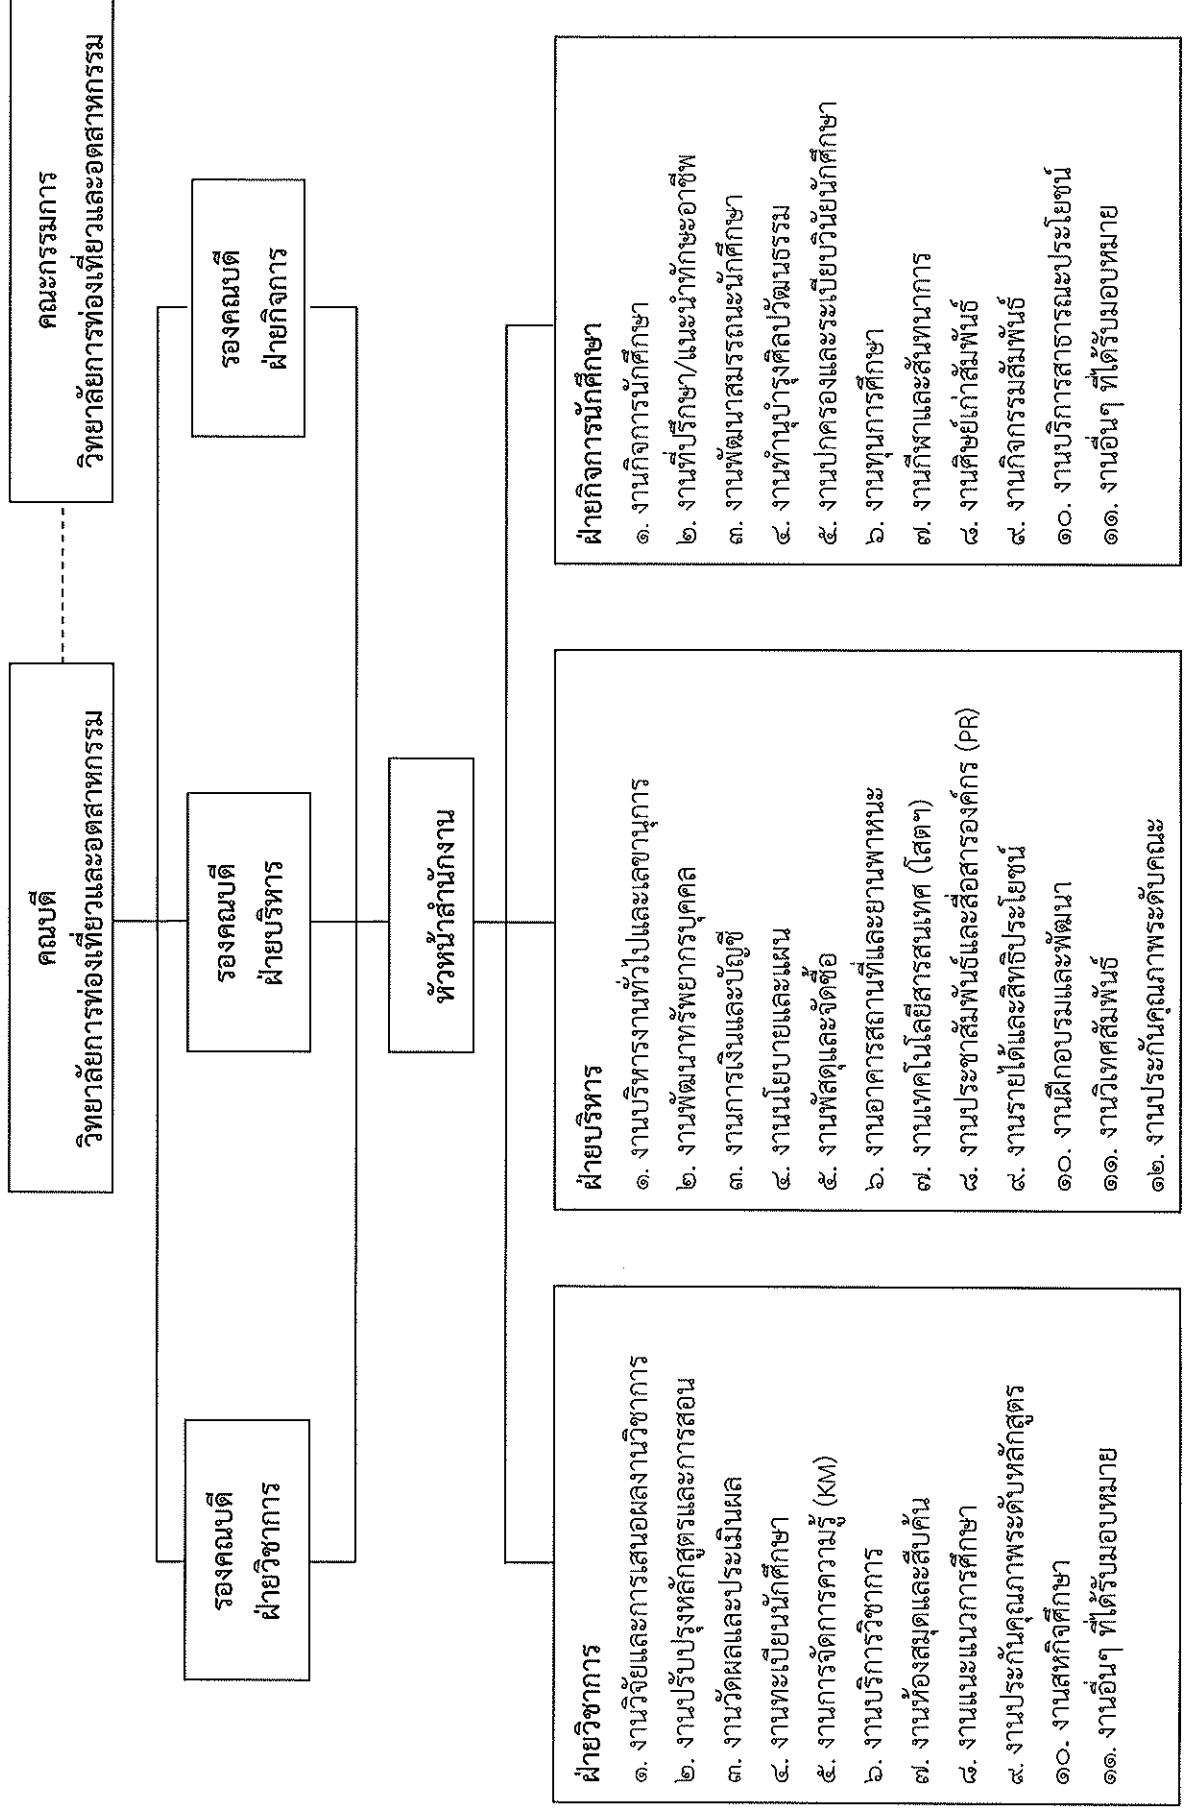 คณบดี
วิทยาลัยการท่องเที่ยวและอตสาหกรรม
คณะกรรมการ
วิทยาลัยการท่องเที่ยวและอตสาหกรรม
รองคณบดี
ฝ่ายวิชาการ
รองคณบดี
ฝ่ายบริหาร
รองคณบดี
ฝ่ายกิจการ
หัวหน้าสำนักงาน
ฝ่ายวิชาการ
๑. งานวิจัยและการเสนอผลงานวิชาการ
๒. งานปรับปรุงหลักสูตรและการสอน
๓. งานวัดผลและประเมินผล
๔. งานทะเบียนนักศึกษา
๕. งานการจัดการความรู้ (KM)
๖. งานบริการวิชาการ
๗. งานห้องสมุดและสืบค้น
๘. งานแนะแนวการศึกษา
๙. งานประกันคุณภาพระดับหลักสูตร
๑๐. งานสหกิจศึกษา
๑๑. งานอื่นๆ ที่ได้รับมอบหมาย
ฝ่ายบริหาร
๑. งานบริหารงานทั่วไปและเลขานุการ
๒. งานพัฒนาทรัพยากรบุคคล
๓. งานการเงินและบัญชี
๔. งานนโยบายและแผน
๕. งานพัสดุและจัดซื้อ
๖. งานอาคารสถานที่และยานพาหนะ
๗. งานเทคโนโลยีสารสนเทศ (โสตฯ)
๘. งานประชาสัมพันธ์และสื่อสารองค์กร (PR)
๙. งานรายได้และสิทธิประโยชน์
๑๐. งานฝึกอบรมและพัฒนา
๑๑. งานวิเทศสัมพันธ์
๑๒. งานประกันคุณภาพระดับคณะ
ฝ่ายกิจการนักศึกษา
๑. งานกิจการนักศึกษา
๒. งานที่ปรึกษา/แนะนำทักษะอาชีพ
๓. งานพัฒนาสมรรถนะนักศึกษา
๔. งานทำนุบำรุงศิลปวัฒนธรรม
๕. งานปกครองและระเบียบวินัยนักศึกษา
๖. งานทุนการศึกษา
๗. งานกีฬาและสันทนาการ
๘. งานศิษย์เก่าสัมพันธ์
๙. งานกิจกรรมสัมพันธ์
๑๐. งานบริการสาธารณะประโยชน์
๑๑. งานอื่นๆ ที่ได้รับมอบหมาย